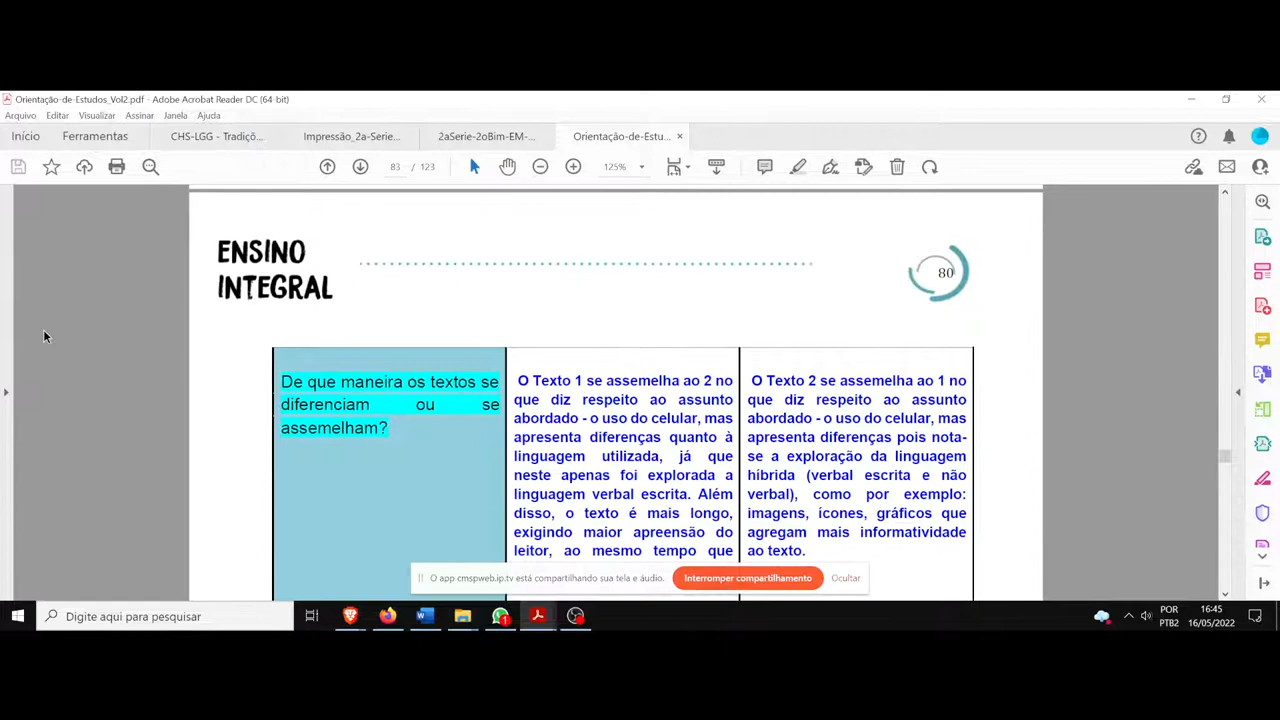 Orientação-de-Estudos_Vol2.pdf - Adobe Acrobat Reader DC (64-bit)
Arquivo Editar Visualizar Assinar Janela Ajuda
Início Ferramentas CHS-LGG - Tradiçõ... Impressão_2a-Serie... 2aSerie-2oBim-EM-... Orientação-de-Estu... ×
83 / 123 125%
ENSINO
INTEGRAL
80
De que maneira os textos se
diferenciam ou se
assemelham?
O Texto 1 se assemelha ao 2 no
que diz respeito ao assunto
abordado - o uso do celular, mas
apresenta diferenças quanto à
linguagem utilizada, já que
neste apenas foi explorada a
linguagem verbal escrita. Além
disso, o texto é mais longo,
exigindo maior apreensão do
leitor, ao mesmo tempo que
O Texto 2 se assemelha ao 1 no
que diz respeito ao assunto
abordado - o uso do celular, mas
apresenta diferenças pois nota-
se a exploração da linguagem
híbrida (verbal escrita e não
verbal), como por exemplo:
imagens, ícones, gráficos que
agregam mais informatividade
ao texto.
O app cmspweb.ip.tv está compartilhando sua tela e áudio. Interromper compartilhamento Ocultar
Digite aqui para pesquisar
1
POR
PTB2
16:45
16/05/2022